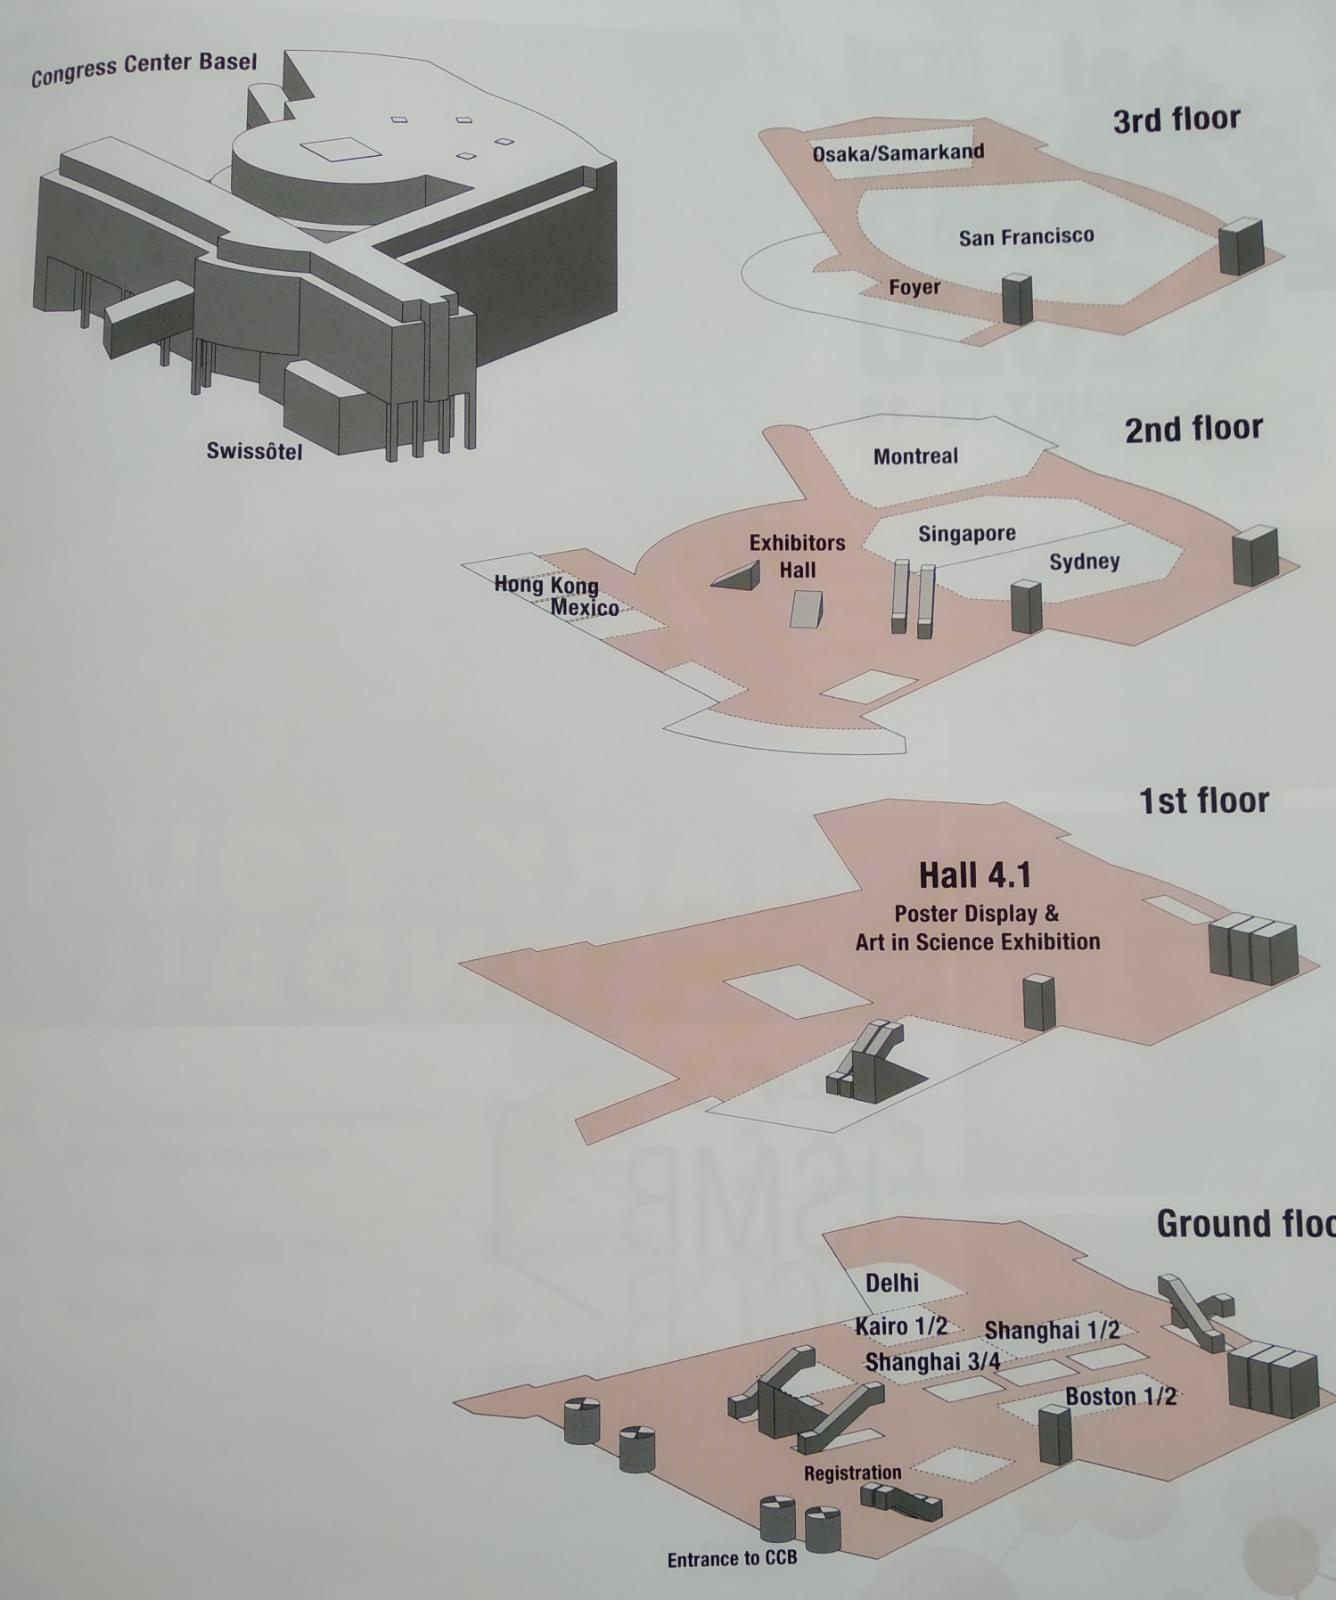 Congress Center Basel
Swissôtel
3rd floor
Osaka/Samarkand
San Francisco
Foyer
2nd floor
Montreal
Singapore
Sydney
Exhibitors
Hall
Hong Kong
Mexico
1st floor
Hall 4.1
Poster Display &
Art in Science Exhibition
Ground floo
Delhi
Kairo 1/2
Shanghai 1/2
Shanghai 3/4
Boston 1/2
Registration
Entrance to CCB